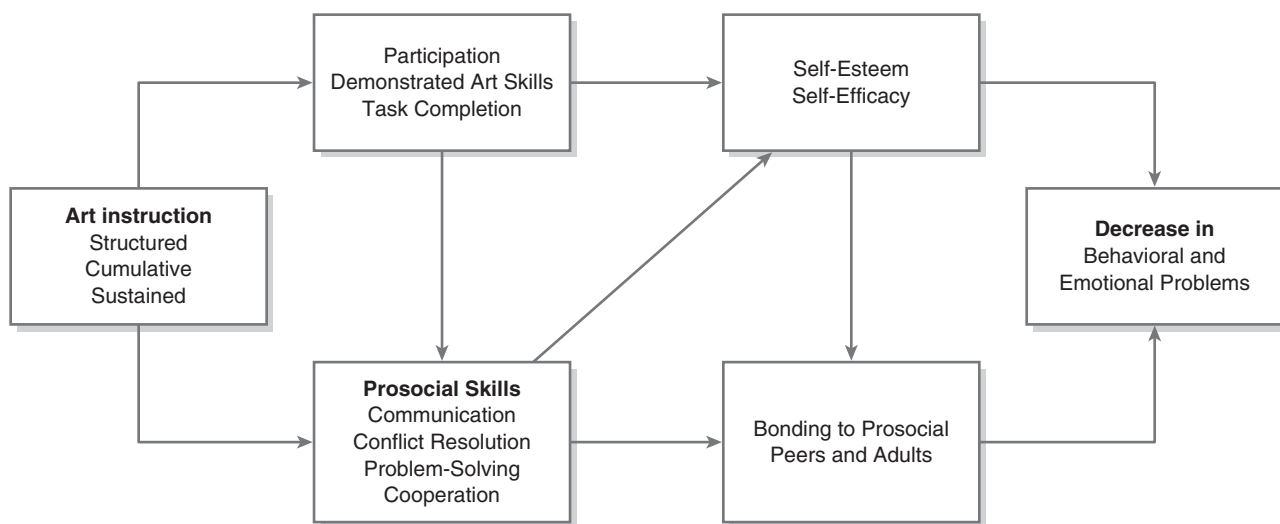 Participation
Demonstrated Art Skills
Task Completion
Self-Esteem
Self-Efficacy
Art instruction
Structured
Cumulative
Sustained
Decrease in
Behavioral and
Emotional Problems
Prosocial Skills
Communication
Conflict Resolution
Problem-Solving
Cooperation
Bonding to Prosocial
Peers and Adults